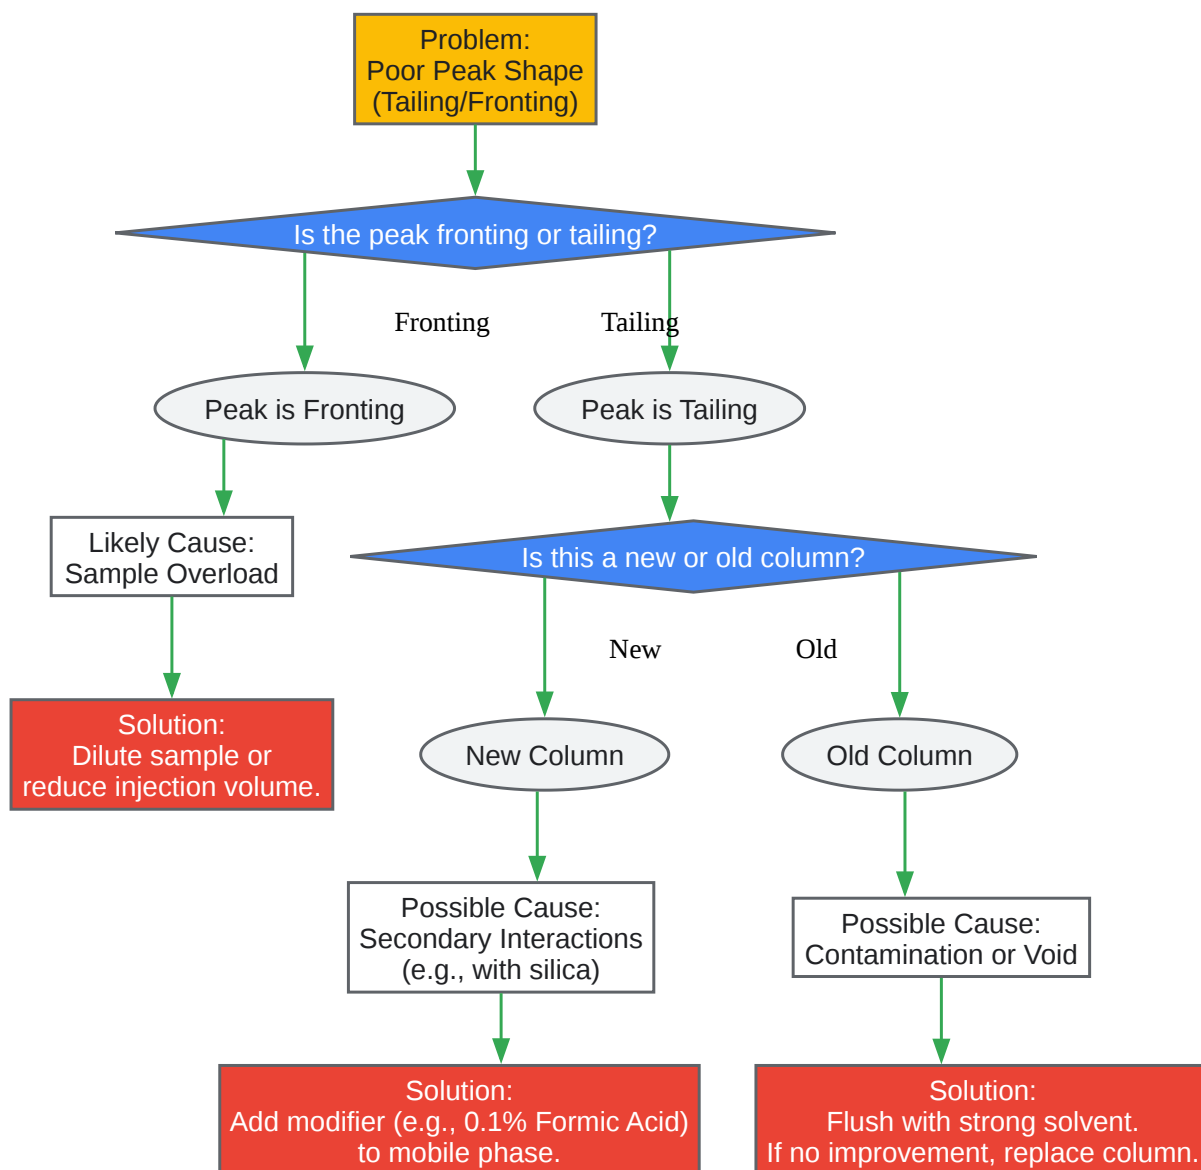 Problem:
Poor Peak Shape
(Tailing/Fronting)
Is the peak fronting or tailing?
Fronting
Tailing
Peak is Fronting
Peak is Tailing
Likely Cause:
Sample Overload
Is this a new or old column?
New
Old
Solution:
Dilute sample or
reduce injection volume.
New Column
Old Column
Possible Cause:
Secondary Interactions
(e.g., with silica)
Possible Cause:
Contamination or Void
Solution:
Add modifier (e.g., 0.1% Formic Acid)
to mobile phase.
Solution:
Flush with strong solvent.
If no improvement, replace column.